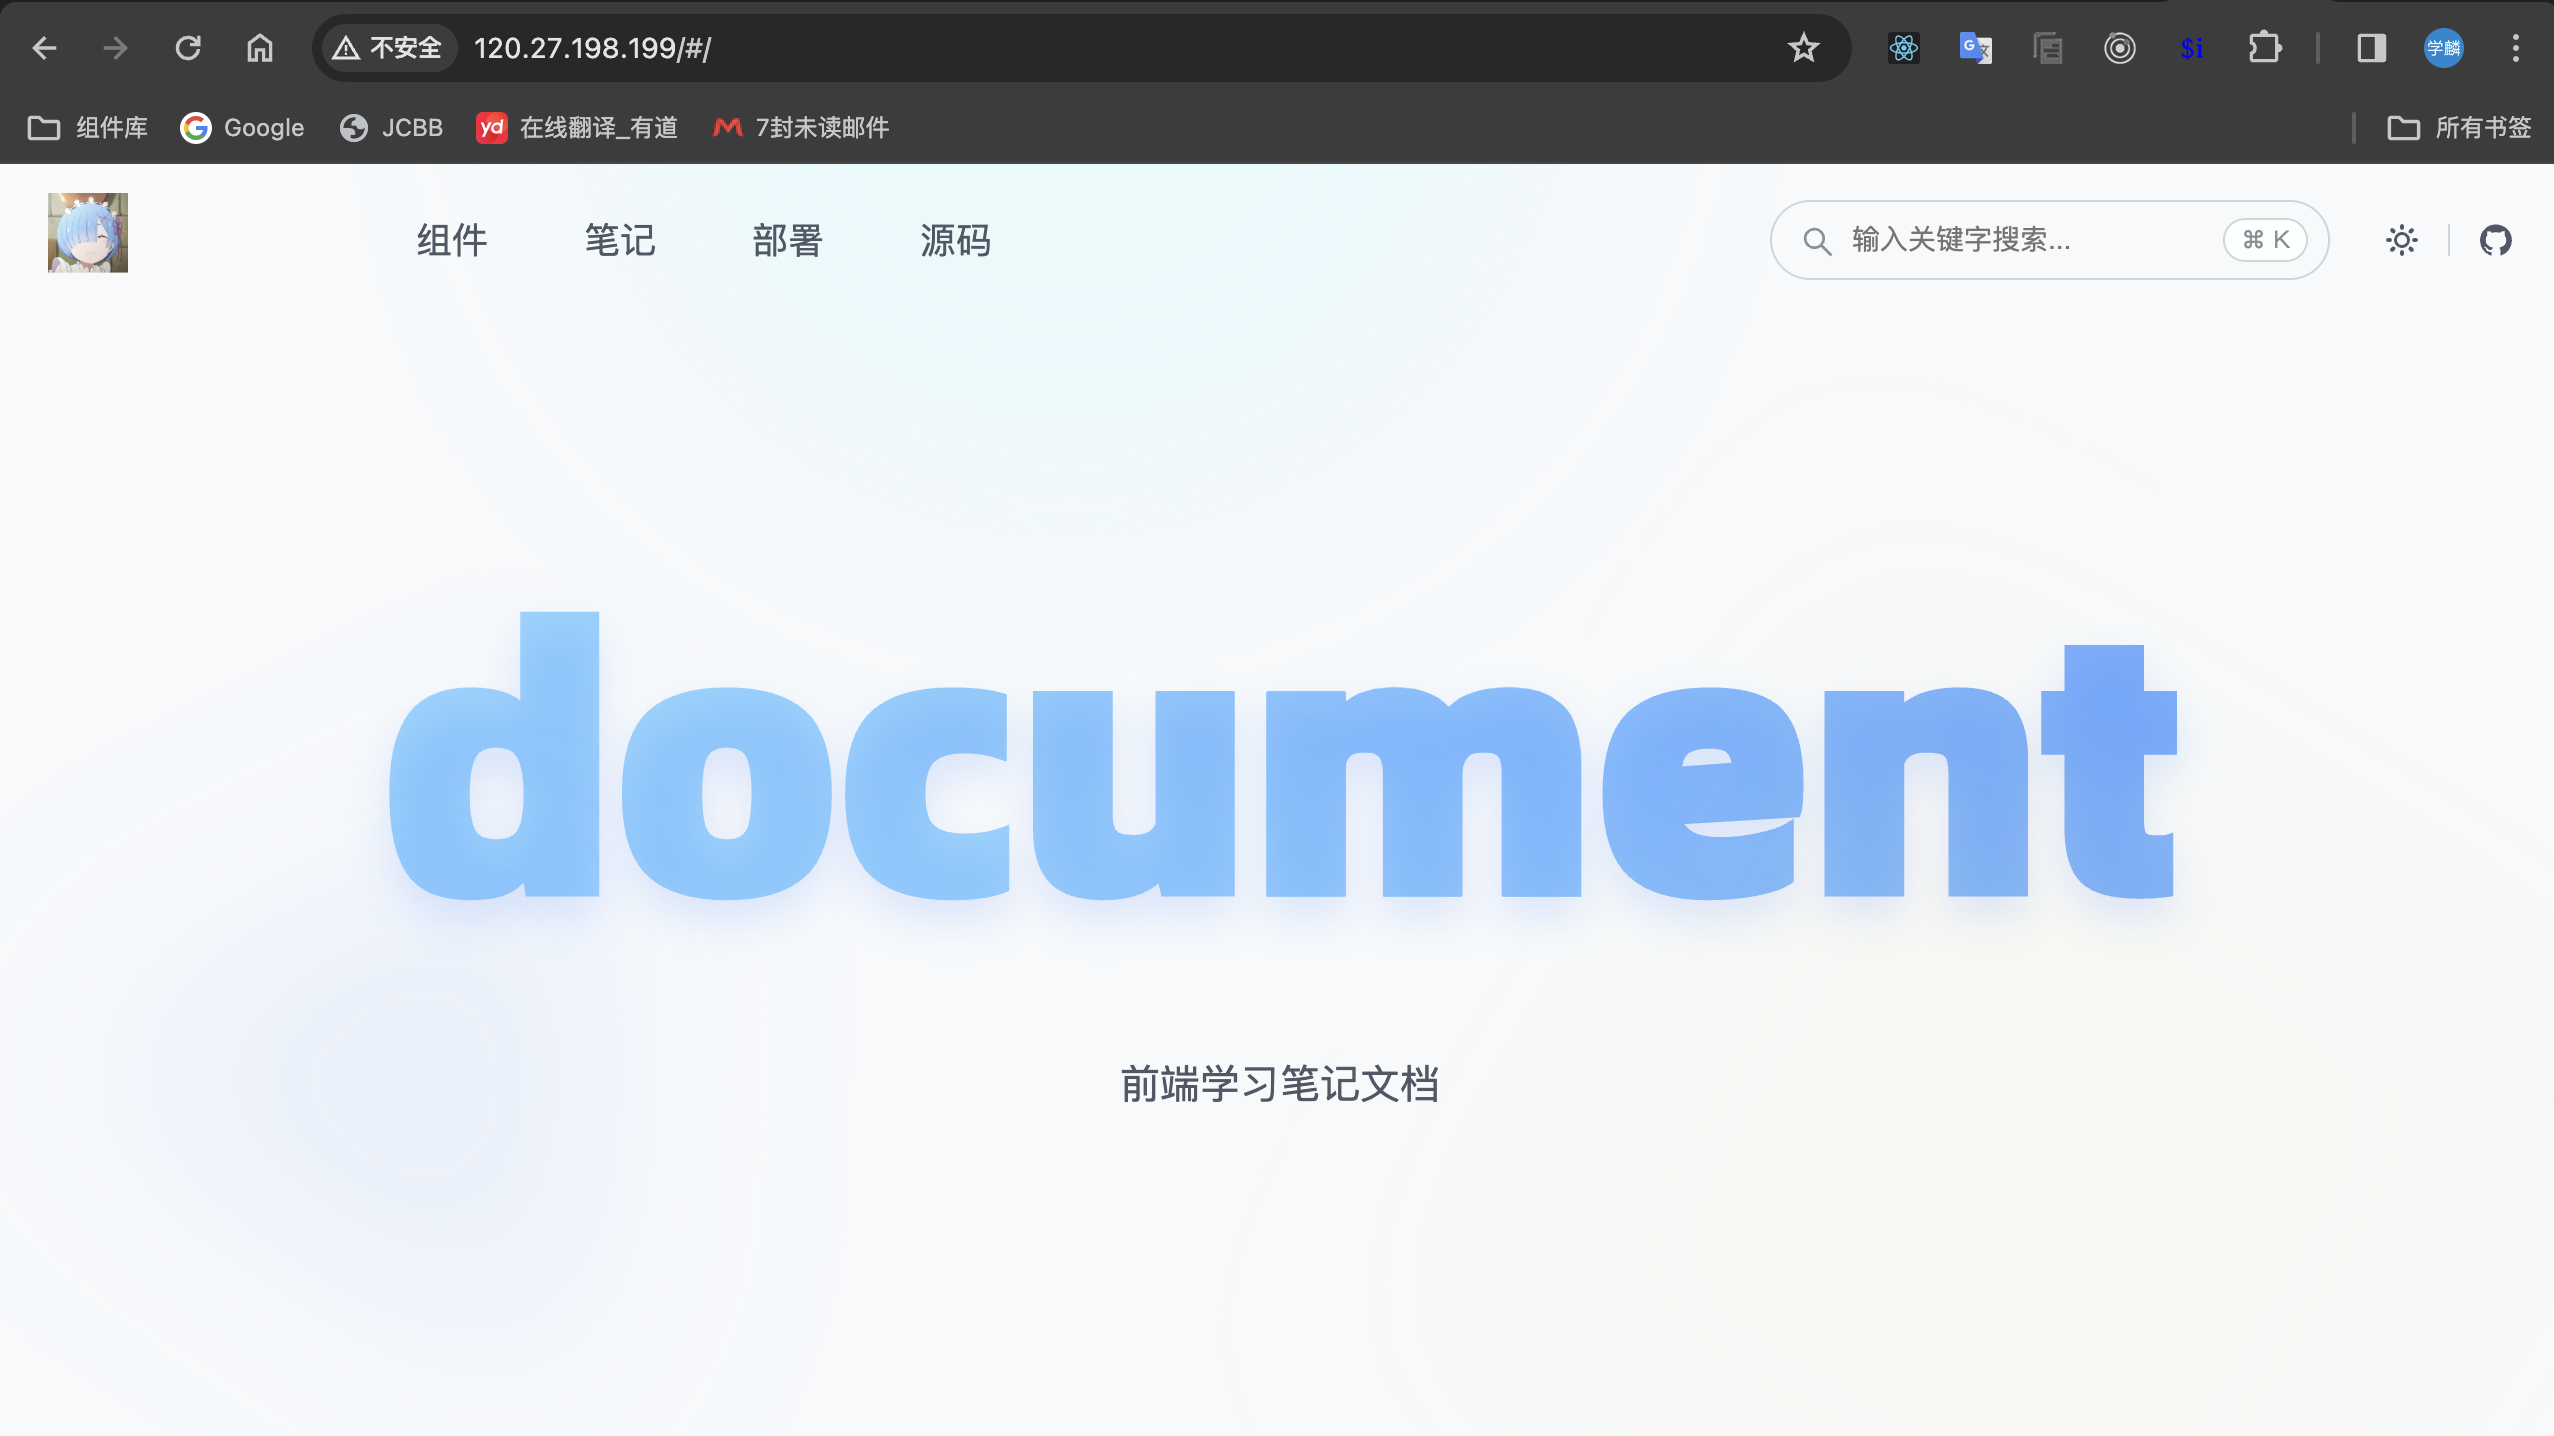 不安全 120.27.198.199/#/ $i 学麟
组件库 Google JCBB yd 在线翻译_有道 7封未读邮件 所有书签
组件 笔记 部署 源码 输入关键字搜索... ⌘ K
document
前端学习笔记文档